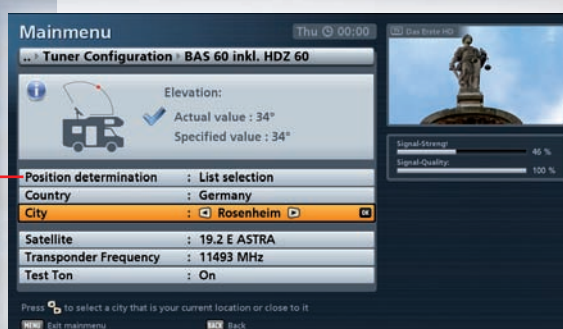 Mainmenu
Thu 00:00
.. › Tuner Configuration › BAS 60 inkl. HDZ 60
Das Erste HD
Elevation:
Actual value : 34°
Specified value : 34°
Signal-Strengt
46 %
Signal-Quality:
100 %
Position determination : List selection
Country : Germany
City : Rosenheim OK
Satellite : 19.2 E ASTRA
Transponder Frequency : 11493 MHz
Test Ton : On
Press to select a city that is your current location or close to it
MENU Exit mainmenu BACK Back